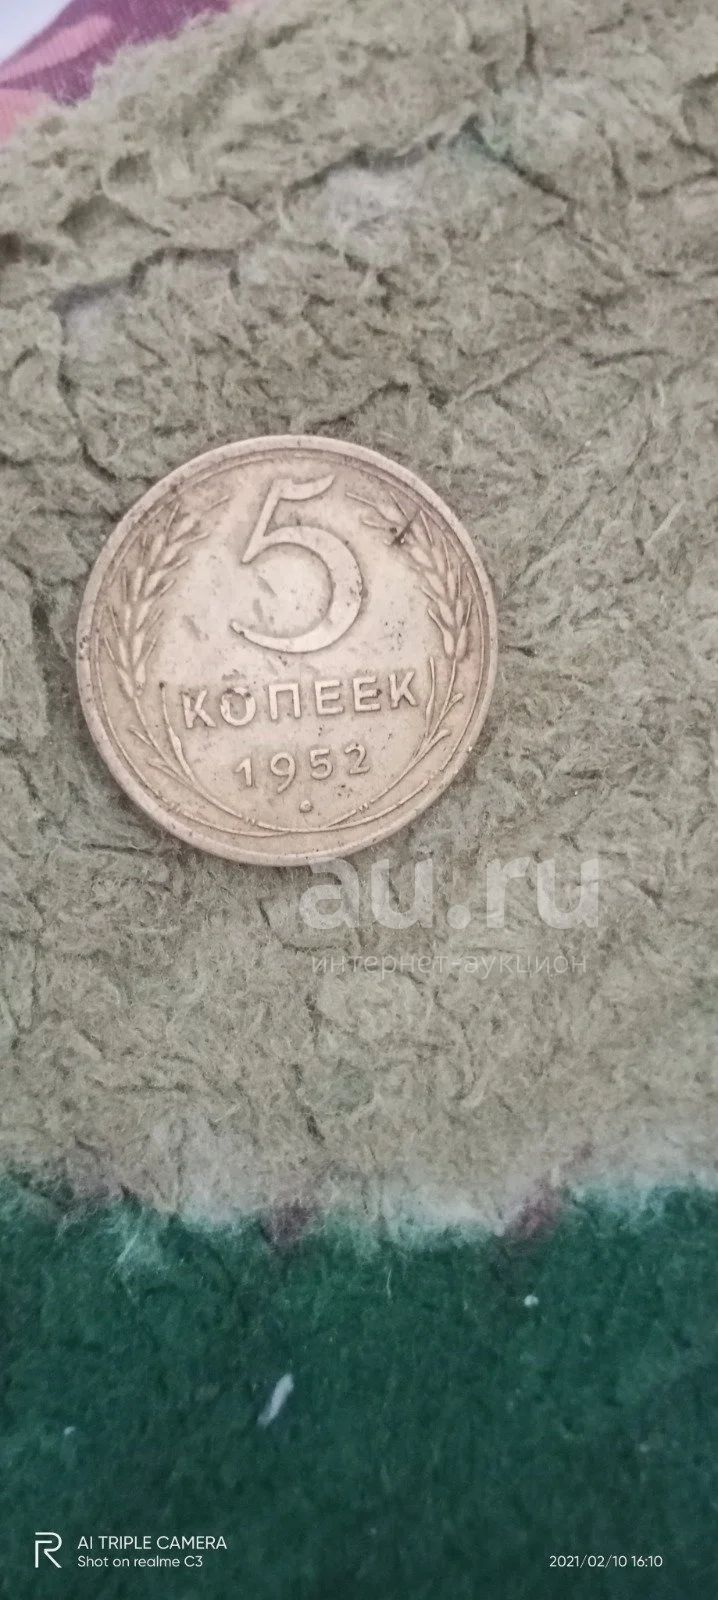 5
КОПЕЕК
1952
au.ru
интернет-аукцион
R
AI TRIPLE CAMERA
Shot on realme C3
2021/02/10 16:10